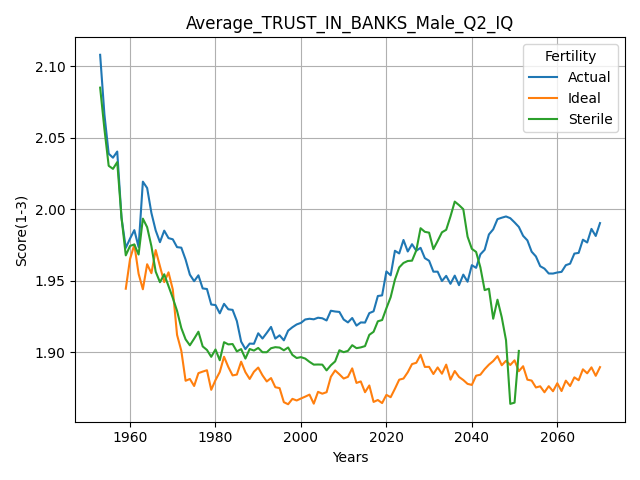 Average_TRUST_IN_BANKS_Male_Q2_IQ
Fertility
Actual
Ideal
Sterile
Score(1-3)
2.10
2.05
2.00
1.95
1.90
1960
1980
2000
2020
2040
2060
Years